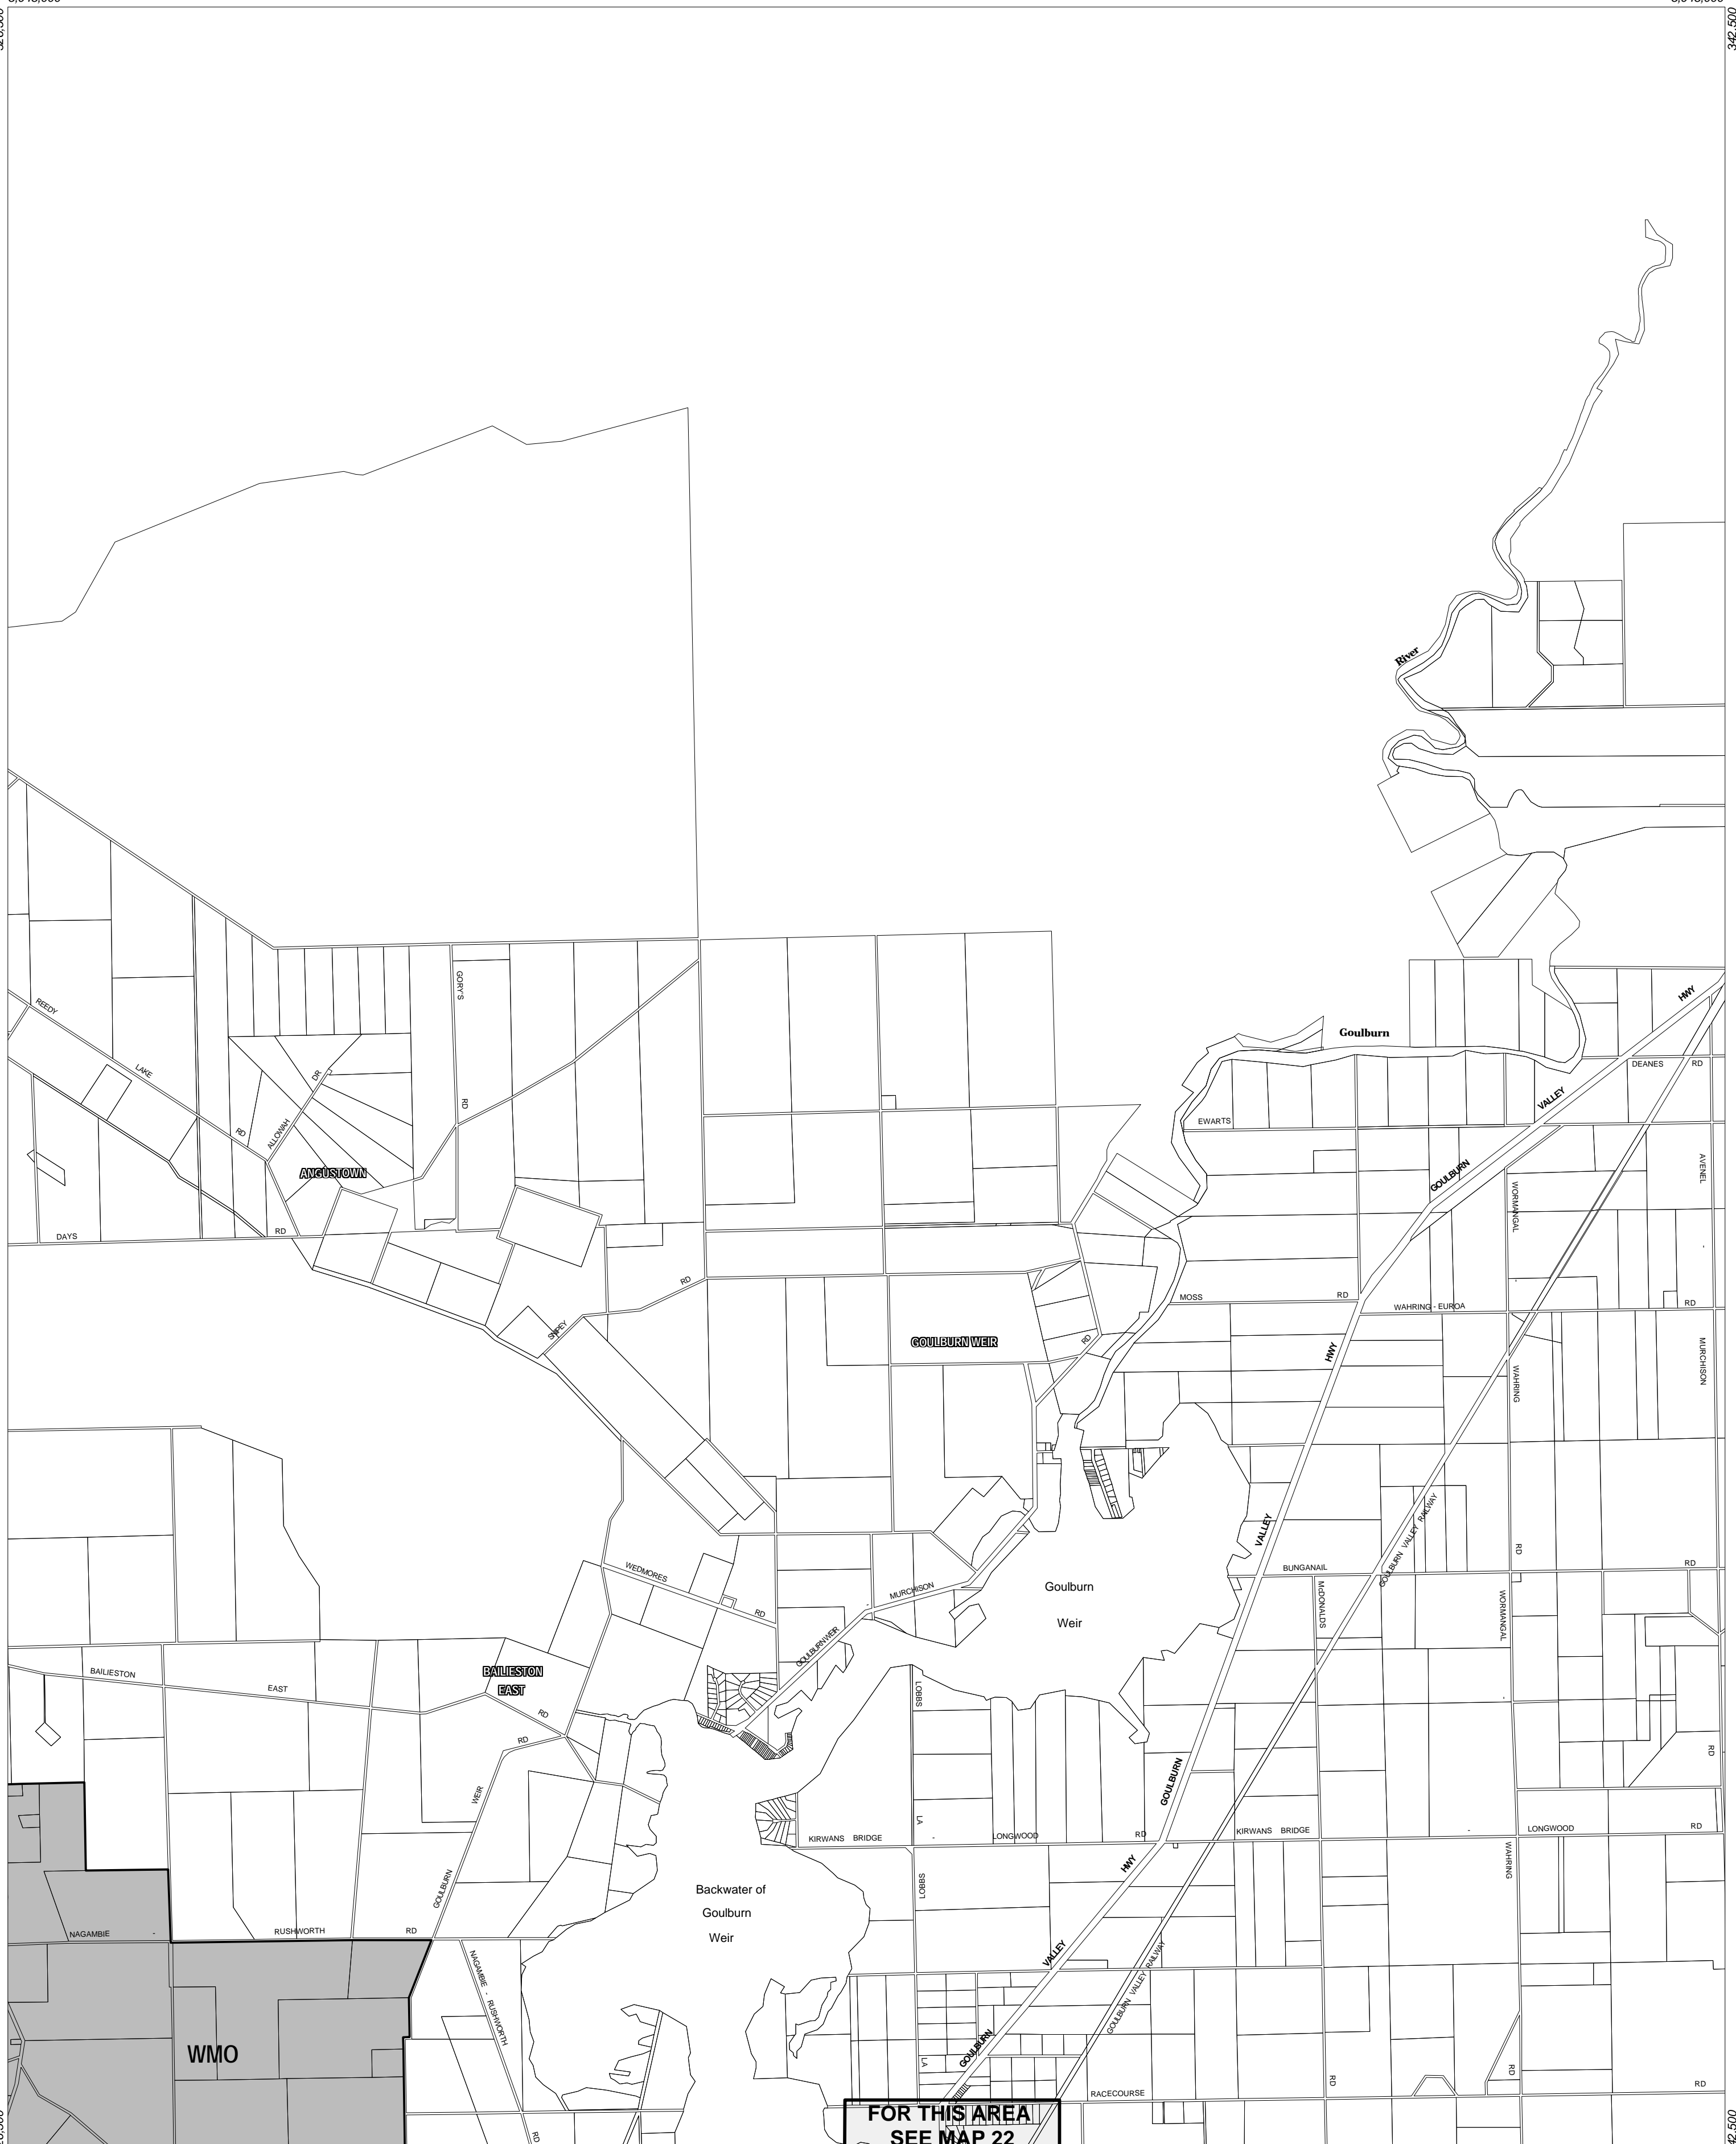 342,500
River
GORY'S
RD
REEDY
LAKE
RD
DR
ALLOWAH
ANGUSTOWN
DAYS
RD
HWY
Goulburn
DEANES
RD
VALLEY
EWARTS
GOULBURN
AVENEL
WORMANGAL
-
RD
MOSS
RD
WAHRING - EUROA
RD
SNIPEY
GOULBURN WEIR
RD
HWY
MURCHISON
WAHRING
VALLEY
GOULBURN VALLEY RAILWAY
RD
BUNGANAIL
RD
WEDMORES
RD
MURCHISON
-
GOULBURN WEIR
Goulburn
Weir
McDONALDS
WORMANGAL
BAILIESTON
EAST
BAILIESTON
EAST
RD
RD
WEIR
GOULBURN
LOBBS
LA
GOULBURN
RD
KIRWANS BRIDGE
-
LONGWOOD
RD
KIRWANS BRIDGE
-
LONGWOOD
RD
HWY
LOBBS
WAHRING
Backwater of
Goulburn
Weir
NAGAMBIE
-
RUSHWORTH
RD
NAGAMBIE - RUSHWORTH
VALLEY
GOULBURN VALLEY RAILWAY
GOULBURN
WMO
LA
RD
RD
RACECOURSE
RD
RD
FOR THIS AREA
SEE MAP 22